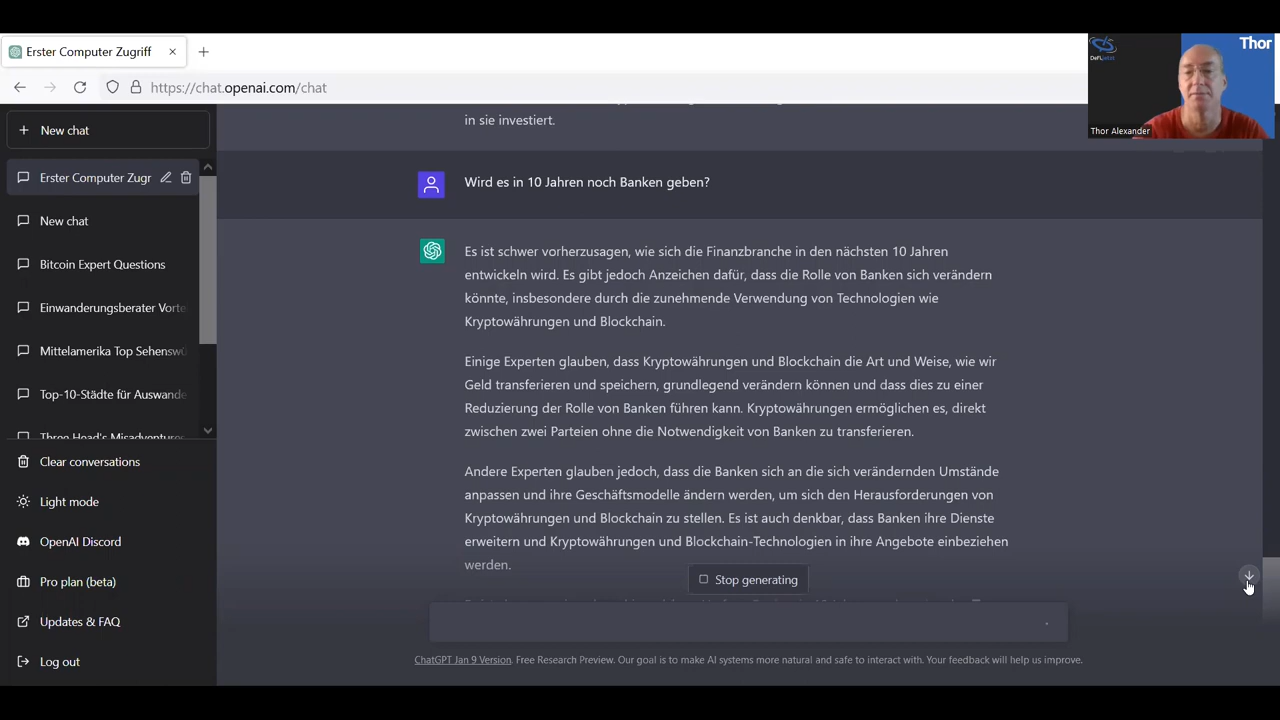 Erster Computer Zugriff
https://chat.openai.com/chat
Thor
DeFi
Thor Alexander
New chat
Erster Computer Zugr
New chat
Bitcoin Expert Questions
Einwanderungsberater Vorte
Mittelamerika Top Sehenswü
Top-10-Städte für Auswande
Three Head's Misadventures
Clear conversations
Light mode
OpenAI Discord
Pro plan (beta)
Updates & FAQ
Log out
in sie investiert.
Wird es in 10 Jahren noch Banken geben?
Es ist schwer vorherzusagen, wie sich die Finanzbranche in den nächsten 10 Jahren
entwickeln wird. Es gibt jedoch Anzeichen dafür, dass die Rolle von Banken sich verändern
könnte, insbesondere durch die zunehmende Verwendung von Technologien wie
Kryptowährungen und Blockchain.
Einige Experten glauben, dass Kryptowährungen und Blockchain die Art und Weise, wie wir
Geld transferieren und speichern, grundlegend verändern können und dass dies zu einer
Reduzierung der Rolle von Banken führen kann. Kryptowährungen ermöglichen es, direkt
zwischen zwei Parteien ohne die Notwendigkeit von Banken zu transferieren.
Andere Experten glauben jedoch, dass die Banken sich an die sich verändernden Umstände
anpassen und ihre Geschäftsmodelle ändern werden, um sich den Herausforderungen von
Kryptowährungen und Blockchain zu stellen. Es ist auch denkbar, dass Banken ihre Dienste
erweitern und Kryptowährungen und Blockchain-Technologien in ihre Angebote einbeziehen
werden.
Stop generating
ChatGPT Jan 9 Version. Free Research Preview. Our goal is to make AI systems more natural and safe to interact with. Your feedback will help us improve.